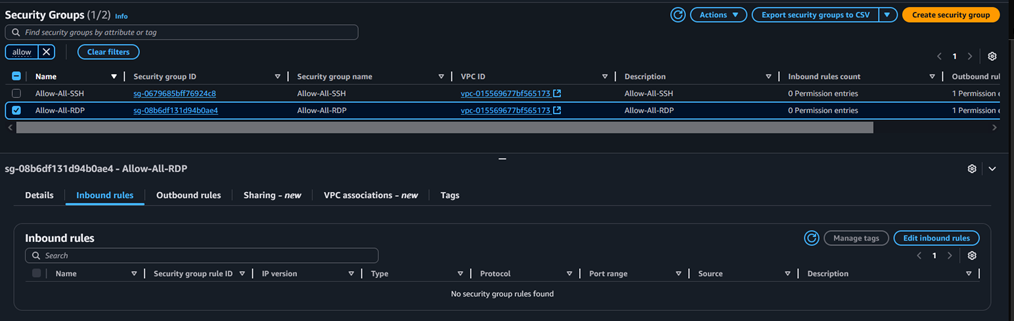 Security Groups (1/2) Info
Actions Export security groups to CSV Create security group
Find security groups by attribute or tag
allow Clear filters
1
Name Security group ID Security group name VPC ID Description Inbound rules count Outbound rul
Allow-All-SSH sg-0679685bff76924c8 Allow-All-SSH vpc-015569677bf565173 Allow-All-SSH 0 Permission entries 1 Permission e
Allow-All-RDP sg-08b6df131d94b0ae4 Allow-All-RDP vpc-015569677bf565173 Allow-All-RDP 0 Permission entries 1 Permission e
sg-08b6df131d94b0ae4 - Allow-All-RDP
Details Inbound rules Outbound rules Sharing - new VPC associations - new Tags
Inbound rules
Manage tags Edit inbound rules
Search
1
Name Security group rule ID IP version Type Protocol Port range Source Description
No security group rules found